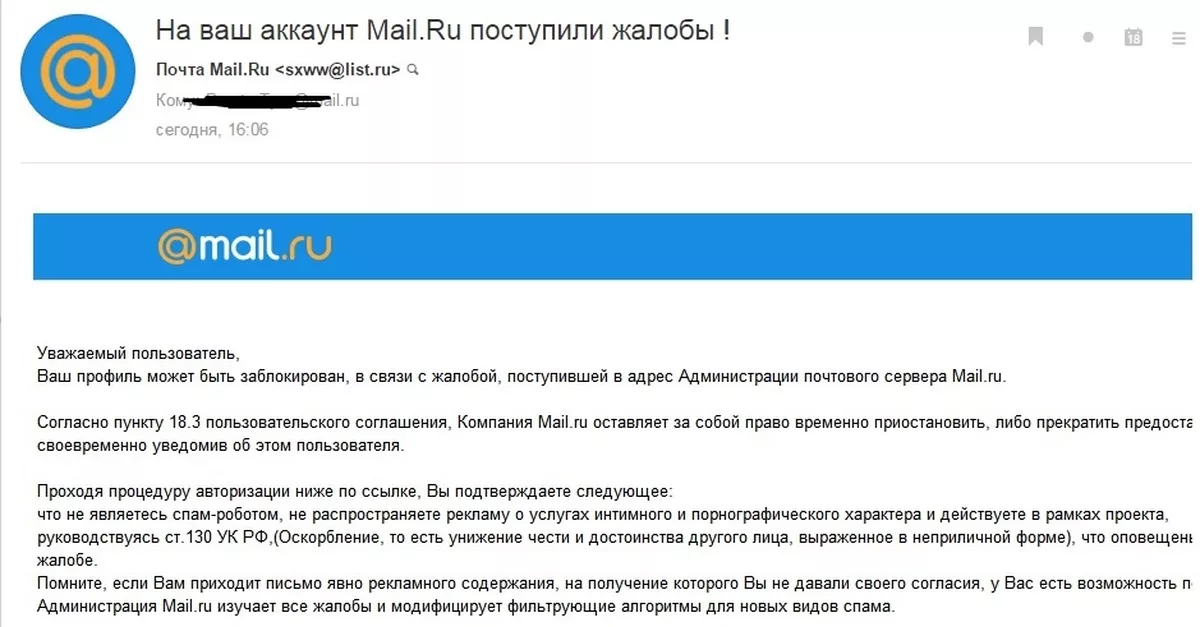 На ваш аккаунт Mail.Ru поступили жалобы !
Почта Mail.Ru <sxww@list.ru>
Кому: @mail.ru
сегодня, 16:06
18
@mail.ru
Уважаемый пользователь,
Ваш профиль может быть заблокирован, в связи с жалобой, поступившей в адрес Администрации почтового сервера Mail.ru.
Согласно пункту 18.3 пользовательского соглашения, Компания Mail.ru оставляет за собой право временно приостановить, либо прекратить предоста
своевременно уведомив об этом пользователя.
Проходя процедуру авторизации ниже по ссылке, Вы подтверждаете следующее:
что не являетесь спам-роботом, не распространяете рекламу о услугах интимного и порнографического характера и действуете в рамках проекта,
руководствуясь ст.130 УК РФ,(Оскорбление, то есть унижение чести и достоинства другого лица, выраженное в неприличной форме), что оповещень
жалобе.
Помните, если Вам приходит письмо явно рекламного содержания, на получение которого Вы не давали своего согласия, у Вас есть возможность п
Администрация Mail.ru изучает все жалобы и модифицирует фильтрующие алгоритмы для новых видов спама.